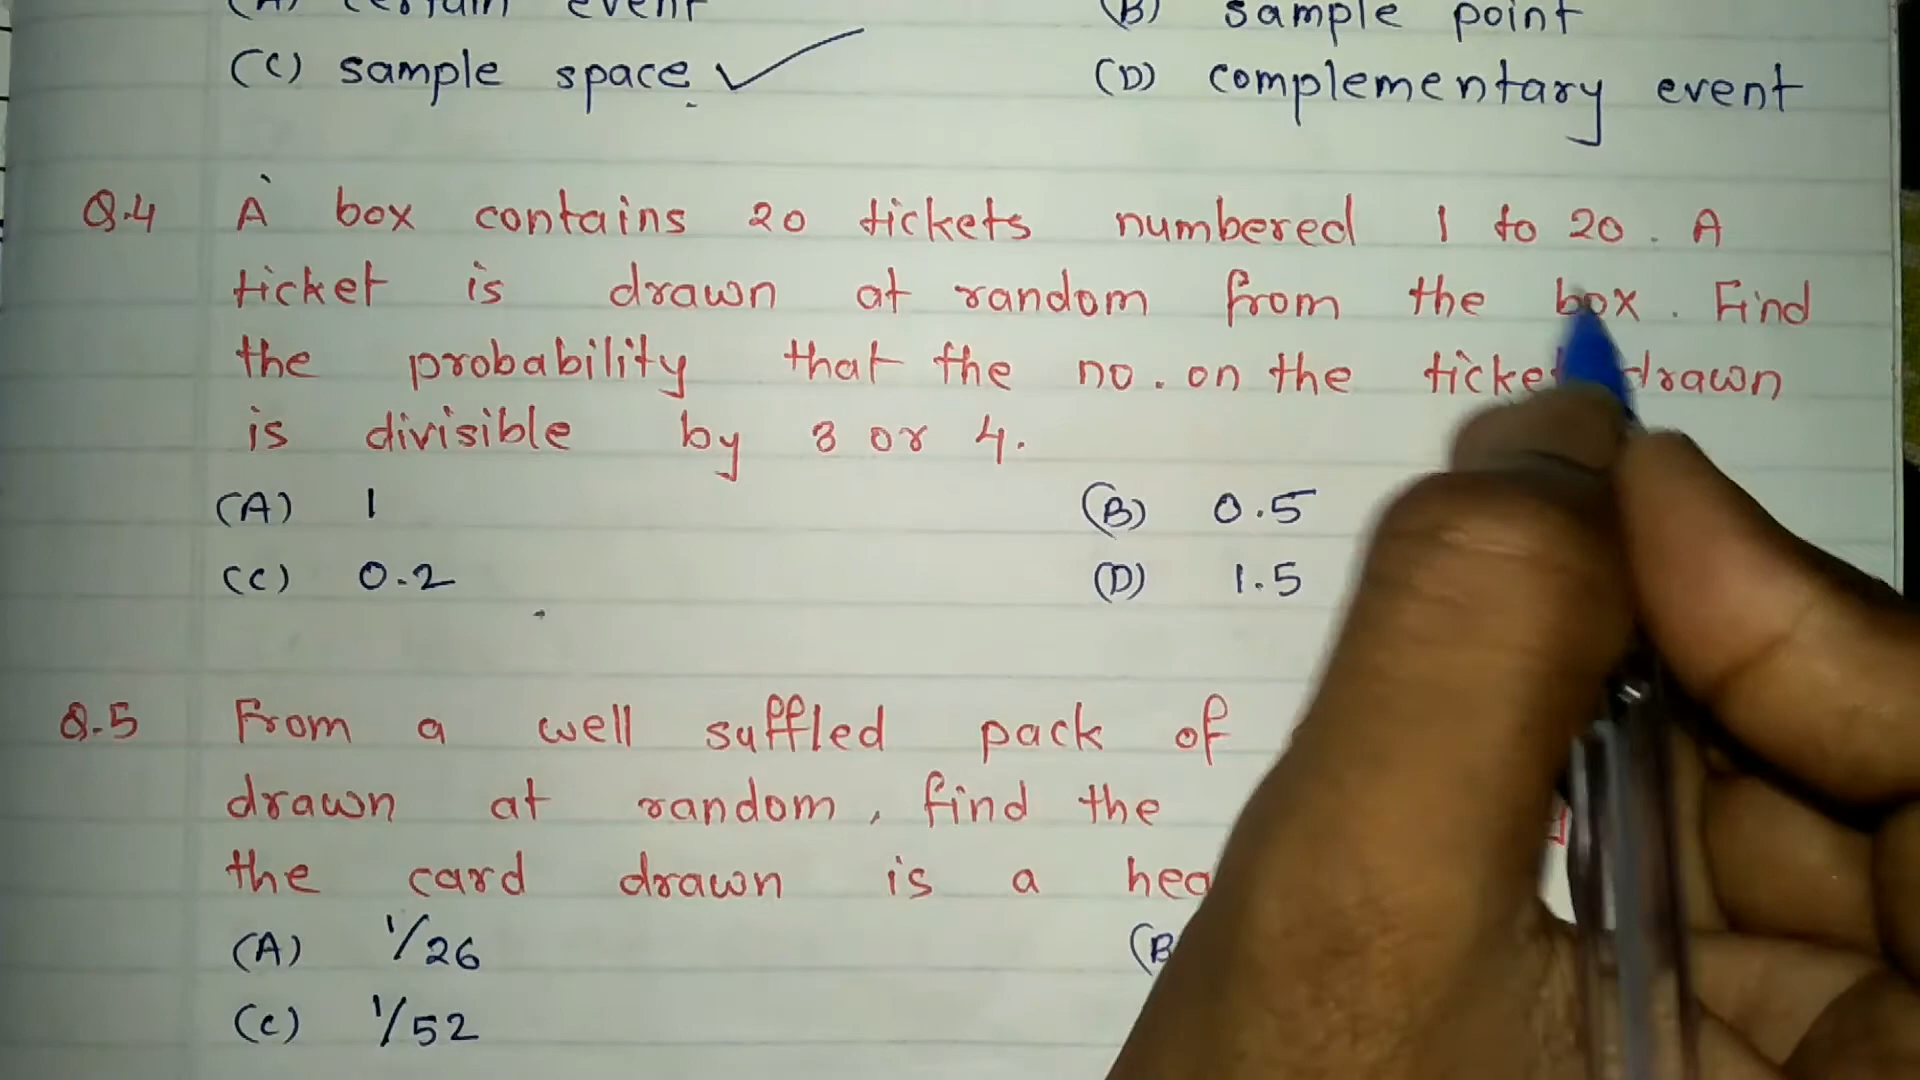 (A) certain event (B) sample point
(C) sample space ✓ (D) complementary event
Q.4 A box contains 20 tickets numbered 1 to 20. A
ticket is drawn at random from the box. Find
the probability that the no. on the ticket drawn
is divisible by 3 or 4.
(A) 1 (B) 0.5
(C) 0.2 (D) 1.5
Q.5 From a well suffled pack of
drawn at random, find the
the card drawn is a
(A) 1/26 (B
(C) 1/52